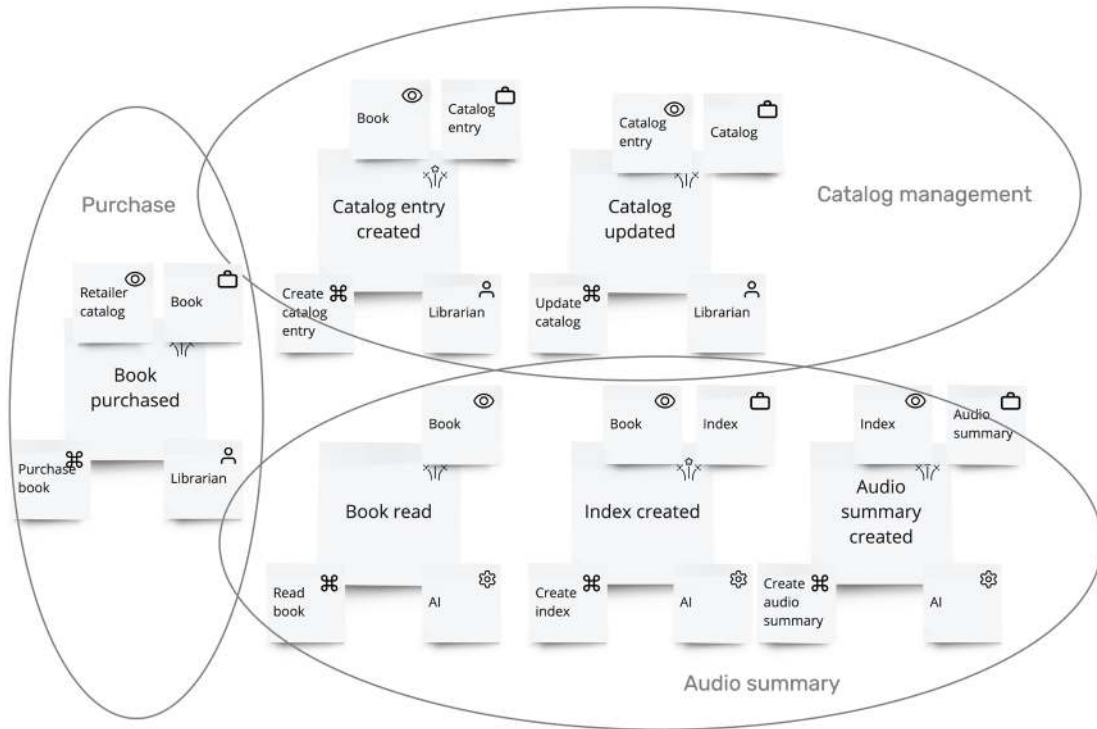 Purchase
Retailer
catalog
Book
Book
purchased
Purchase
book
Librarian
Catalog management
Book
Catalog
entry
Catalog entry
created
Create
catalog
entry
Librarian
Catalog
entry
Catalog
Catalog
updated
Update
catalog
Librarian
Book
Book read
Read
book
AI
Book
Index
Index created
Create
index
AI
Index
Audio
summary
Audio
summary
created
Create
audio
summary
AI
Audio summary